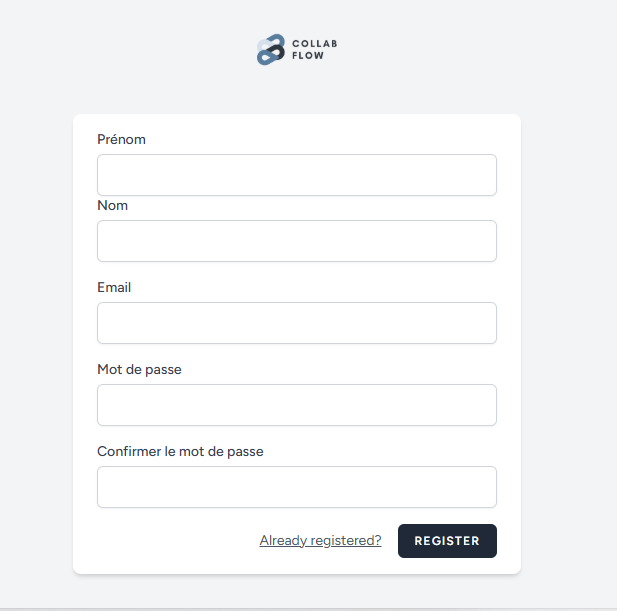 COLLAB
FLOW
Prénom
Nom
Email
Mot de passe
Confirmer le mot de passe
Already registered? REGISTER